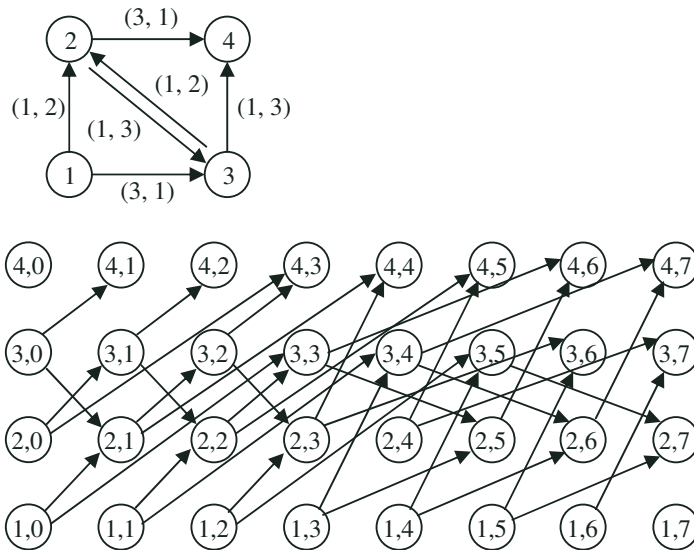 (3, 1)
2 4
(1, 2)
(1, 2) (1, 3)
(1, 3)
1 3
(3, 1)
4,0 4,1 4,2 4,3 4,4 4,5 4,6 4,7
3,0 3,1 3,2 3,3 3,4 3,5 3,6 3,7
2,0 2,1 2,2 2,3 2,4 2,5 2,6 2,7
1,0 1,1 1,2 1,3 1,4 1,5 1,6 1,7